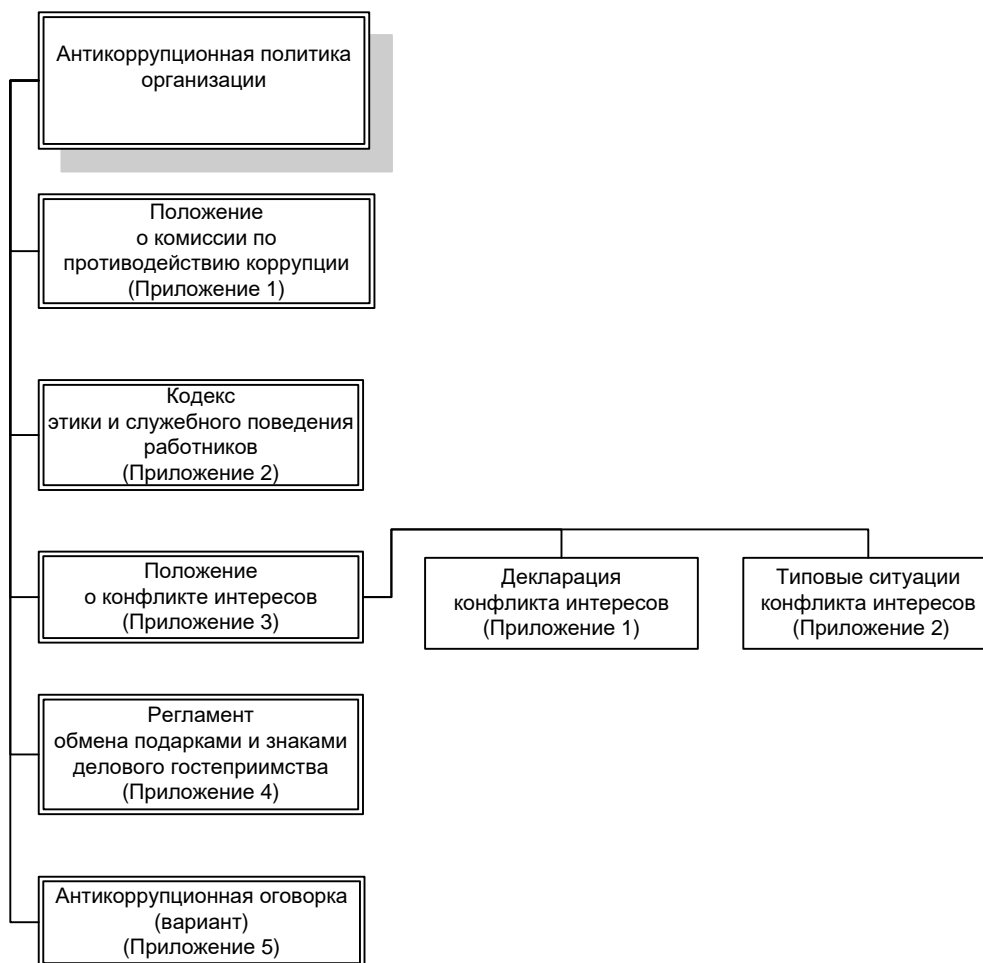 Антикоррупционная политика
организации
Положение
о комиссии по
противодействию коррупции
(Приложение 1)
Кодекс
этики и служебного поведения
работников
(Приложение 2)
Положение
о конфликте интересов
(Приложение 3)
Декларация
конфликта интересов
(Приложение 1)
Типовые ситуации
конфликта интересов
(Приложение 2)
Регламент
обмена подарками и знаками
делового гостеприимства
(Приложение 4)
Антикоррупционная оговорка
(вариант)
(Приложение 5)